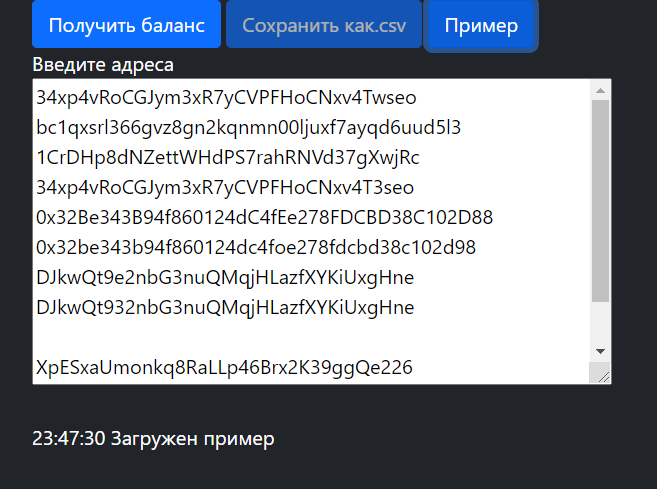 Получить баланс Сохранить как.csv Пример
Введите адреса
34xp4vRoCGJym3xR7yCVPFHoCNxv4Twseo
bc1qxsrl366gvz8gn2kqnmn00ljuxf7ayqd6uud5l3
1CrDHp8dNZettWHdPS7rahRNVd37gXwjRc
34xp4vRoCGJym3xR7yCVPFHoCNxv4T3seo
0x32Be343B94f860124dC4fEe278FDCBD38C102D88
0x32be343b94f860124dc4foe278fdcbd38c102d98
DJkwQt9e2nbG3nuQMqjHLazfXYKiUxgHne
DJkwQt932nbG3nuQMqjHLazfXYKiUxgHne
XpESxaUmonkq8RaLLp46Brx2K39ggQe226
23:47:30 Загружен пример